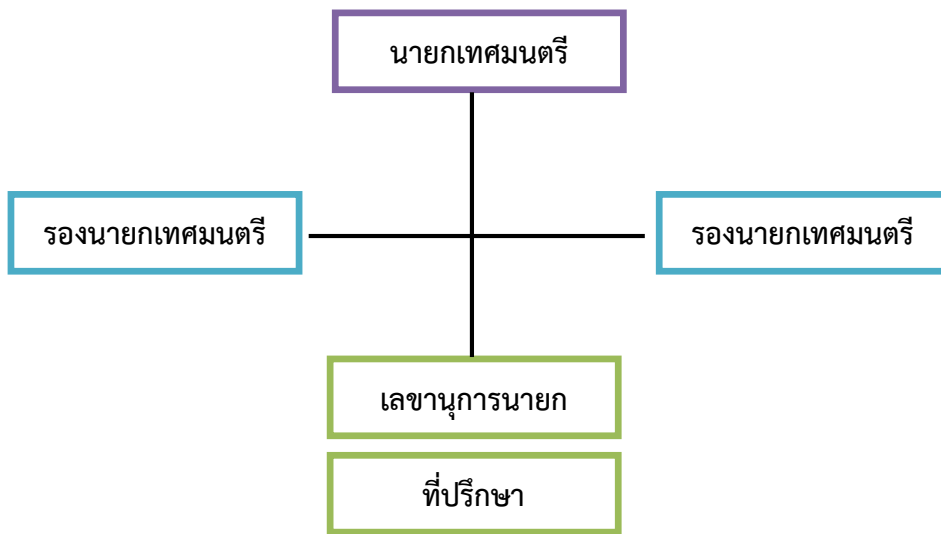 นายกเทศมนตรี
รองนายกเทศมนตรี
รองนายกเทศมนตรี
เลขานุการนายก
ที่ปรึกษา